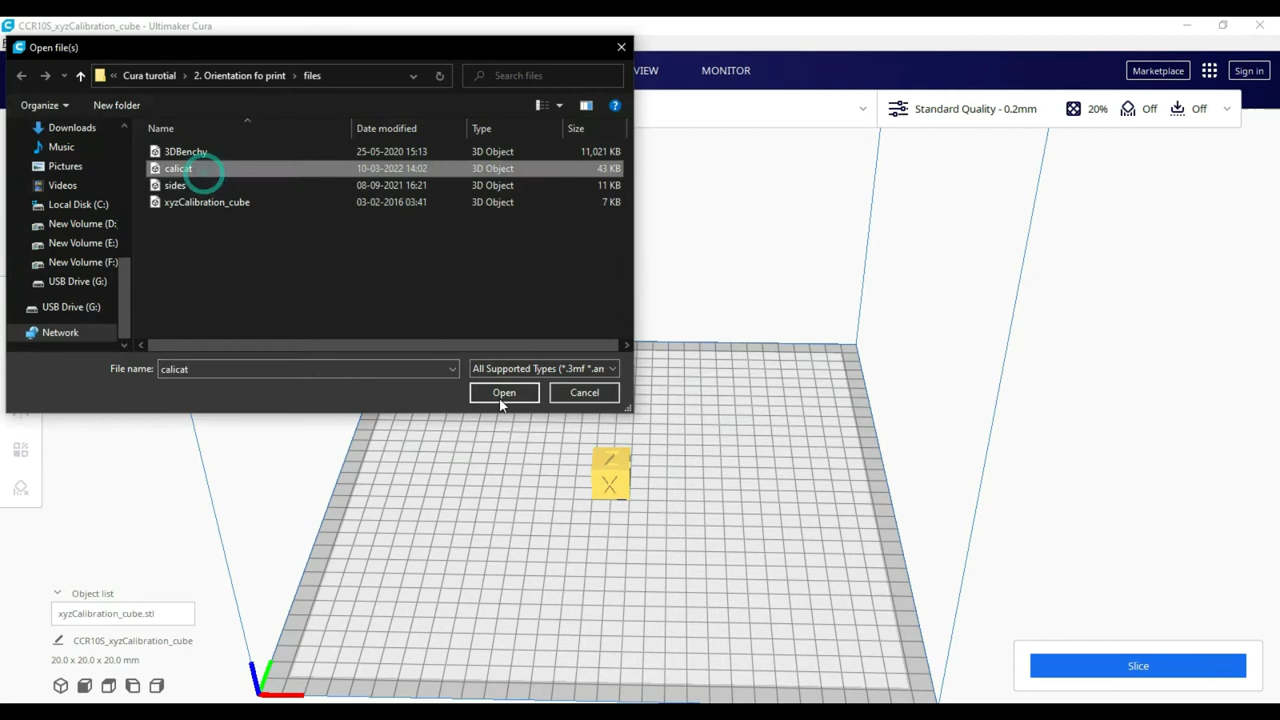 CCR10S_xyzCalibration_cube - Ultimaker Cura
Open file(s)
Cura turotial › 2. Orientation fo print › files
Search files
Organize
New folder
Name
Date modified
Type
Size
3DBenchy
25-05-2020 15:13
3D Object
11,021 KB
calicat
10-03-2022 14:02
3D Object
43 KB
sides
08-09-2021 16:21
3D Object
11 KB
xyzCalibration_cube
03-02-2016 03:41
3D Object
7 KB
Downloads
Music
Pictures
Videos
Local Disk (C:)
New Volume (D:
New Volume (E:)
New Volume (F:)
USB Drive (G:)
USB Drive (G:)
Network
File name:
calicat
All Supported Types (*.3mf *.an
Open
Cancel
VIEW
MONITOR
Marketplace
Sign in
Standard Quality - 0.2mm
20%
Off
Off
Z
X
Object list
xyzCalibration_cube.stl
CCR10S_xyzCalibration_cube
20.0 x 20.0 x 20.0 mm
Slice